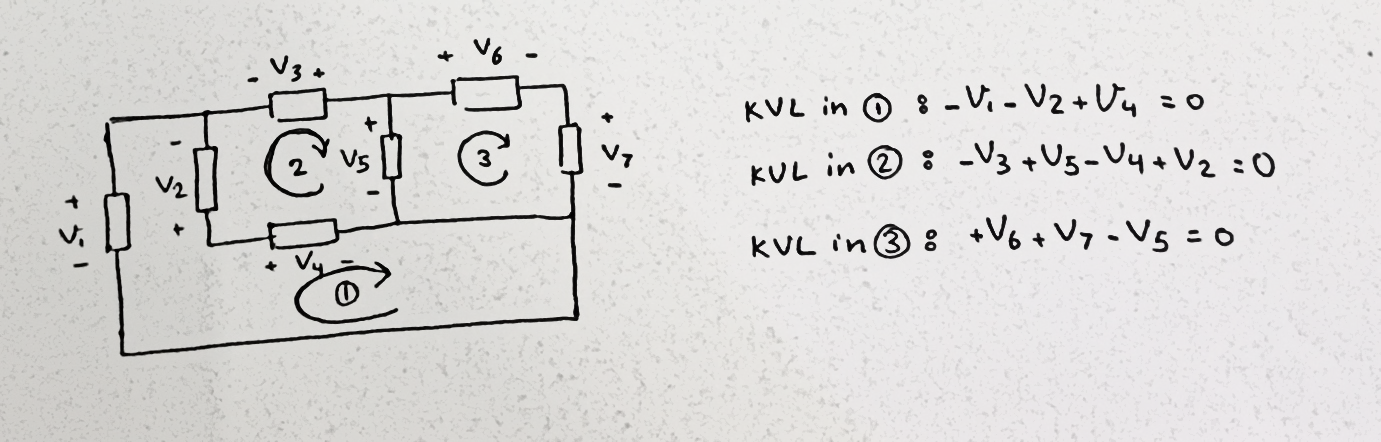 - V3 +
+ V6 -
+ V7 -
- V2 +
2
+ V5 -
3
+ V1 -
+ V4 -
①
KVL in ① : -V1 - V2 + V4 = 0
KVL in ② : -V3 + V5 - V4 + V2 = 0
KVL in ③ : +V6 + V7 - V5 = 0